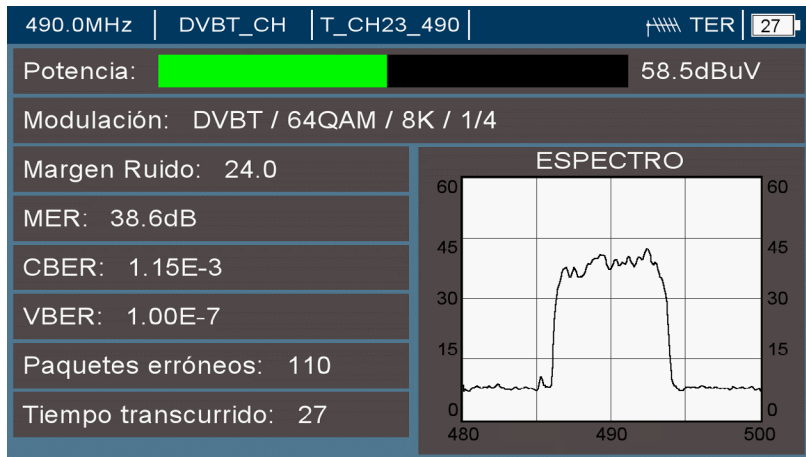 490.0MHz DVBT_CH T_CH23_490 TER 27
Potencia: 58.5dBuV
Modulación: DVBT / 64QAM / 8K / 1/4
Margen Ruido: 24.0
MER: 38.6dB
CBER: 1.15E-3
VBER: 1.00E-7
Paquetes erróneos: 110
Tiempo transcurrido: 27
ESPECTRO
60 60
45 45
30 30
15 15
0 0
480 490 500